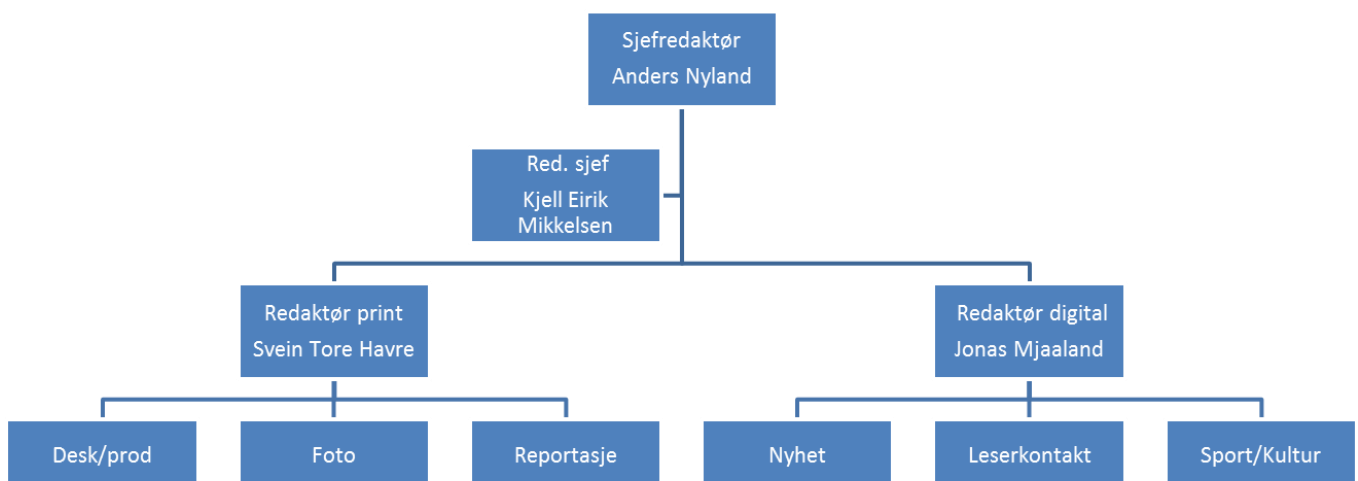 Sjefredaktør
Anders Nyland
Red. sjef
Kjell Eirik
Mikkelsen
Redaktør print
Svein Tore Havre
Redaktør digital
Jonas Mjaaland
Desk/prod
Foto
Reportasje
Nyhet
Leserkontakt
Sport/Kultur